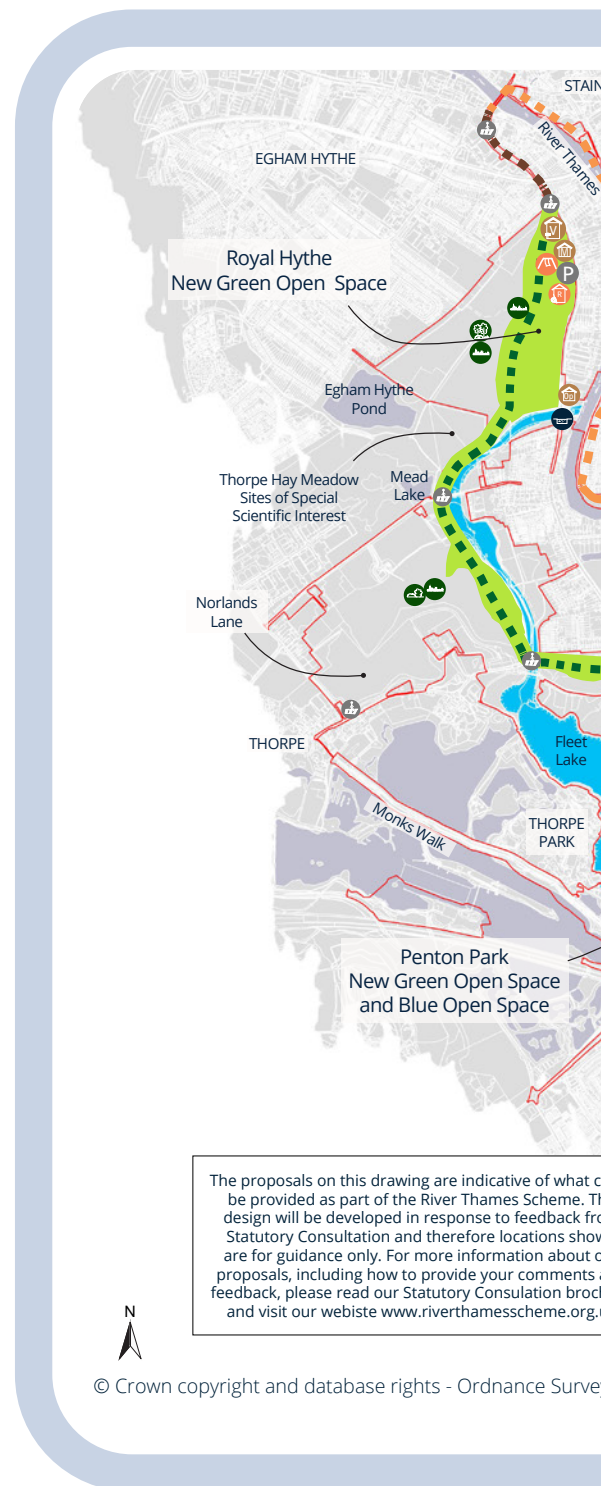 STAIN
River Thames
EGHAM HYTHE
V
M
Royal Hythe
New Green Open Space
P
R
Egham Hythe
Pond
Thorpe Hay Meadow
Sites of Special
Scientific Interest
Mead
Lake
Norlands
Lane
THORPE
Fleet
Lake
Monks Walk
THORPE
PARK
Penton Park
New Green Open Space
and Blue Open Space
The proposals on this drawing are indicative of what c
be provided as part of the River Thames Scheme. Th
design will be developed in response to feedback fro
Statutory Consultation and therefore locations show
are for guidance only. For more information about o
proposals, including how to provide your comments a
feedback, please read our Statutory Consulation broch
and visit our webiste www.riverthamesscheme.org.u
N
© Crown copyright and database rights - Ordnance Survey